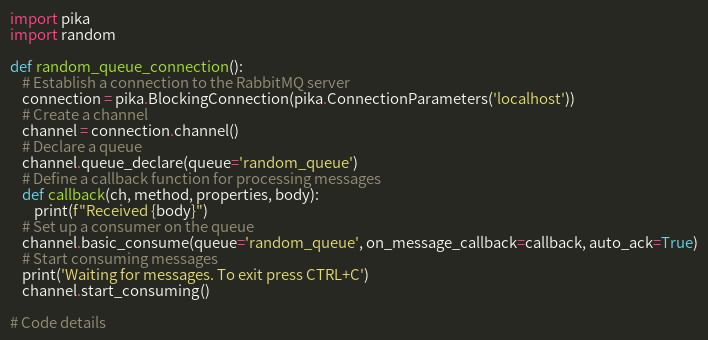 import pika
import random

def random_queue_connection():
    # Establish a connection to the RabbitMQ server
    connection = pika.BlockingConnection(pika.ConnectionParameters('localhost'))
    # Create a channel
    channel = connection.channel()
    # Declare a queue
    channel.queue_declare(queue='random_queue')
    # Define a callback function for processing messages
    def callback(ch, method, properties, body):
        print(f"Received {body}")
    # Set up a consumer on the queue
    channel.basic_consume(queue='random_queue', on_message_callback=callback, auto_ack=True)
    # Start consuming messages
    print('Waiting for messages. To exit press CTRL+C')
    channel.start_consuming()

# Code details